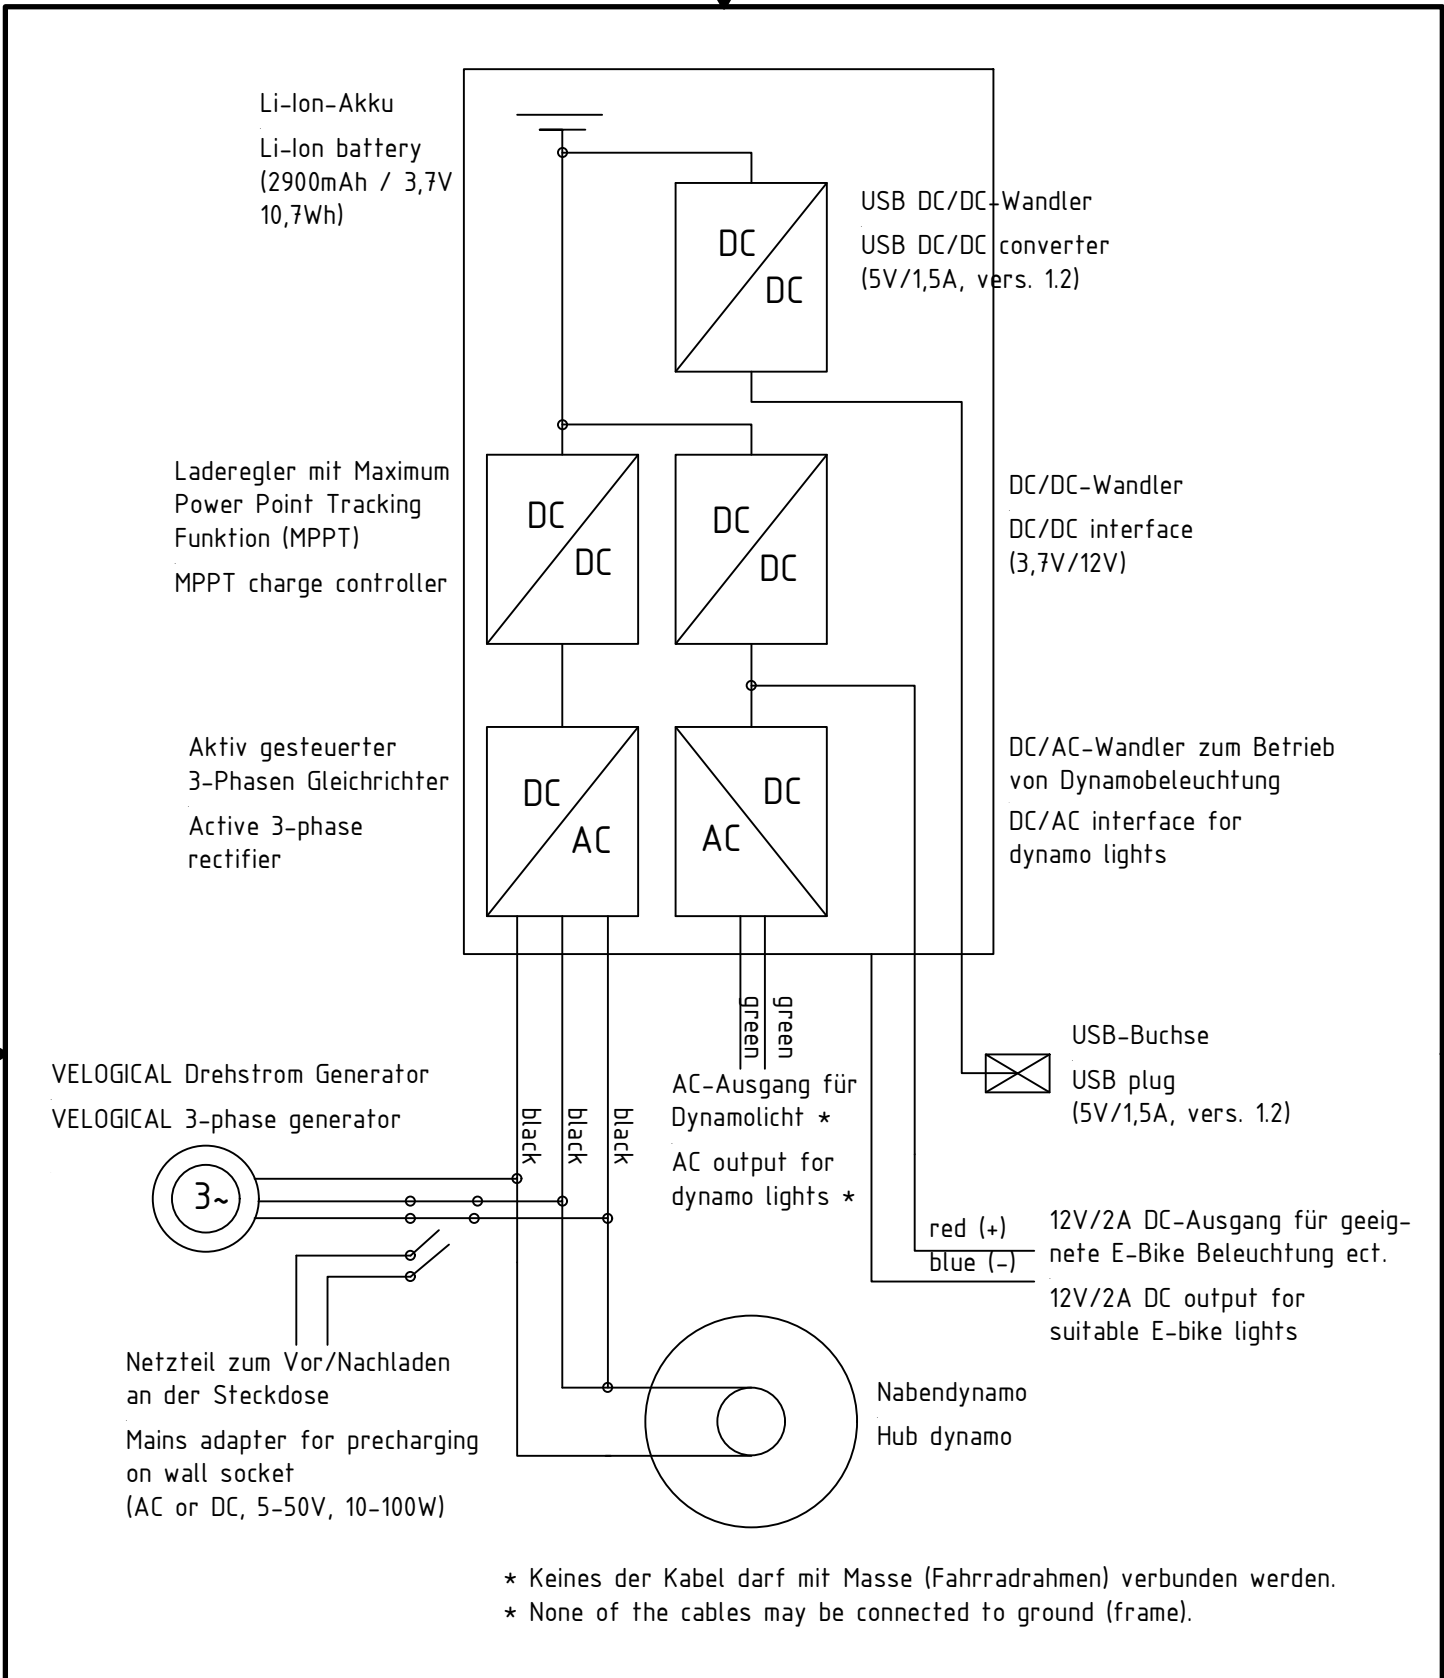 Li-Ion-Akku
Li-Ion battery
(2900mAh / 3,7V
10,7Wh)
DC
DC
USB DC/DC-Wandler
USB DC/DC converter
(5V/1,5A, vers. 1.2)
Laderegler mit Maximum
Power Point Tracking
Funktion (MPPT)
MPPT charge controller
DC
DC
DC
DC
DC/DC-Wandler
DC/DC interface
(3,7V/12V)
Aktiv gesteuerter
3-Phasen Gleichrichter
Active 3-phase
rectifier
DC
AC
DC
AC
DC/AC-Wandler zum Betrieb
von Dynamobeleuchtung
DC/AC interface for
dynamo lights
green
green
USB-Buchse
USB plug
(5V/1,5A, vers. 1.2)
VELOGICAL Drehstrom Generator
VELOGICAL 3-phase generator
3~
black
black
black
AC-Ausgang für
Dynamolicht *
AC output for
dynamo lights *
red (+)
blue (-)
12V/2A DC-Ausgang für geeig-
nete E-Bike Beleuchtung ect.
12V/2A DC output for
suitable E-bike lights
Netzteil zum Vor/Nachladen
an der Steckdose
Mains adapter for precharging
on wall socket
(AC or DC, 5-50V, 10-100W)
Nabendynamo
Hub dynamo
* Keines der Kabel darf mit Masse (Fahrradrahmen) verbunden werden.
* None of the cables may be connected to ground (frame).